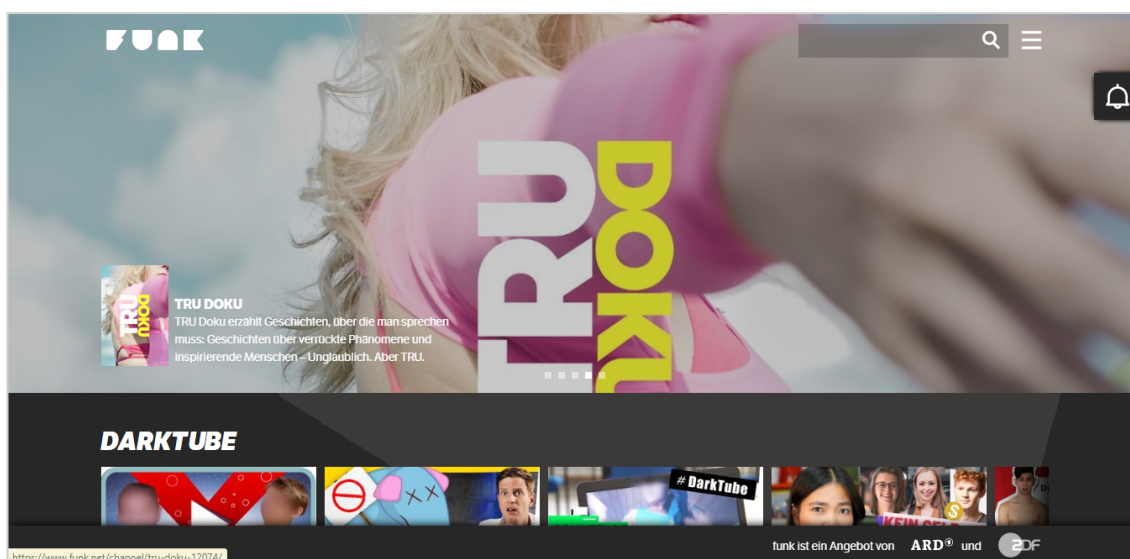 FUNK
TRU
DOKU
TRU
DOKU
TRU DOKU
TRU Doku erzählt Geschichten, über die man sprechen
muss: Geschichten über verrückte Phänomene und
inspirierende Menschen – Unglaublich. Aber TRU.
DARKTUBE
# DarkTube
KEIN GELD
S
funk ist ein Angebot von ARD® und ZDF
https://www.funk.net/channel/tru-doku-12074/